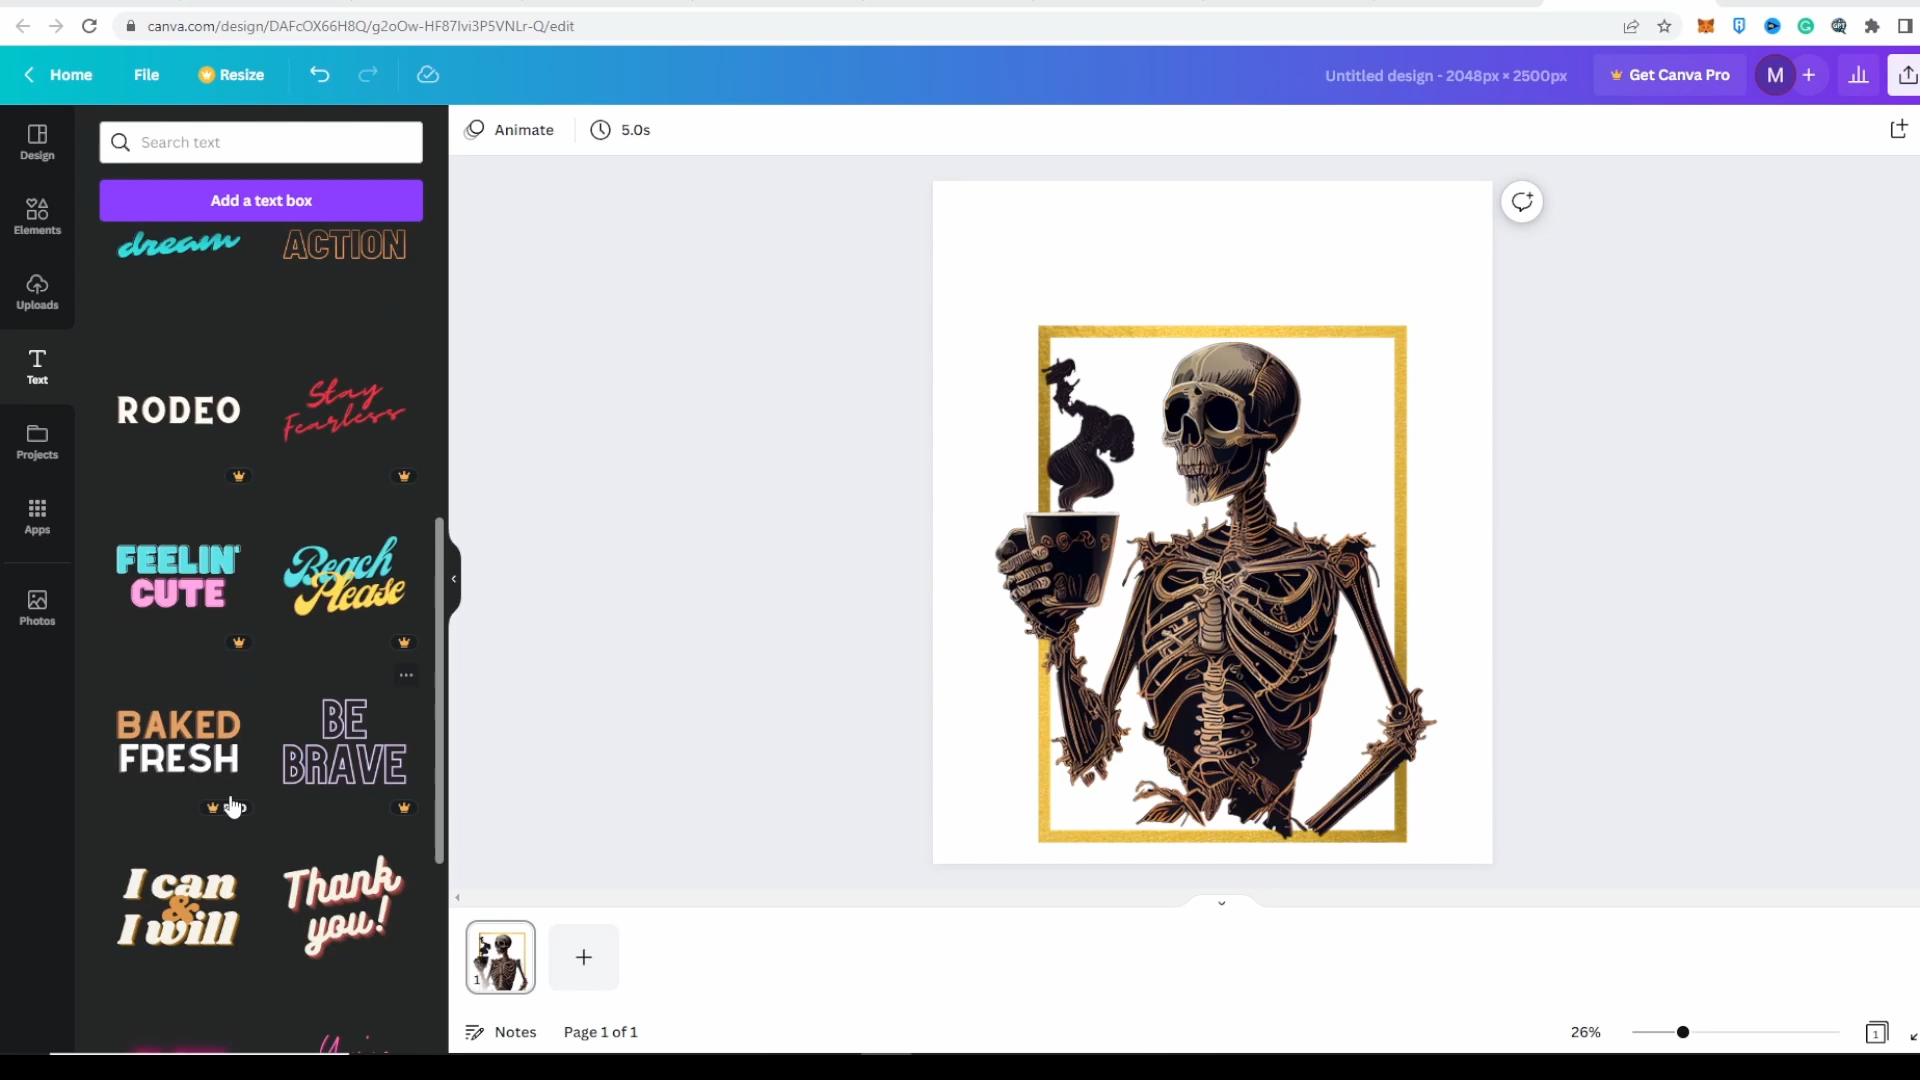 canva.com/design/DAFcOX66H8Q/g2oOw-HF87Ivi3P5VNLr-Q/edit
Home File Resize Untitled design - 2048px × 2500px Get Canva Pro M
Animate 5.0s
Search text
Add a text box
Design
Elements
Uploads
Text
Projects
Apps
Photos
dream ACTION
RODEO
Stay
Fearless
FEELIN'
CUTE
Beach
Please
BAKED
FRESH
BE
BRAVE
I can
&
I will
Thank
you!
1
Notes Page 1 of 1 26% 1